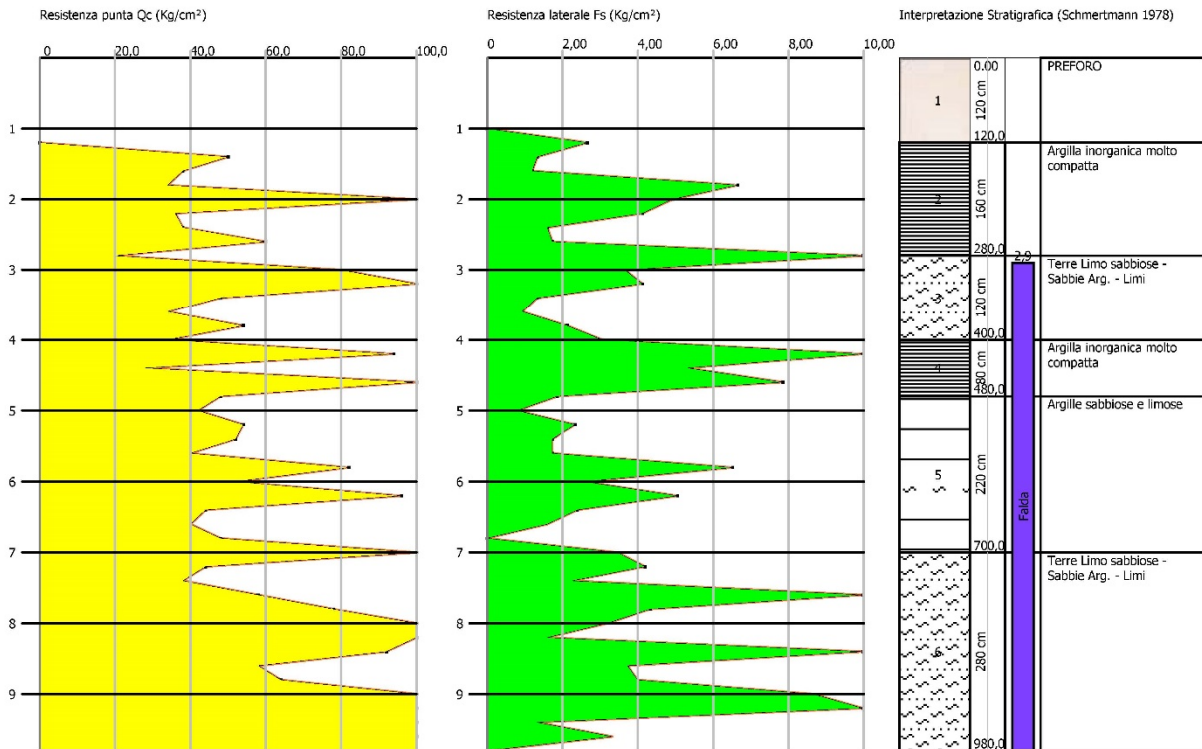 Resistenza punta Qc (Kg/cm²)
Resistenza laterale Fs (Kg/cm²)
Interpretazione Stratigrafica (Schmertmann 1978)
0 20,0 40,0 60,0 80,0 100,0
0 2,00 4,00 6,00 8,00 10,00
1
2
3
4
5
6
7
8
9
1
2
3
4
5
6
7
8
9
1
0.00
120 cm
120,0
PREFORO
2
160 cm
280,0
Argilla inorganica molto
compatta
2,9
3
120 cm
400,0
Terre Limo sabbiose -
Sabbie Arg. - Limi
4
480 cm
480,0
Argilla inorganica molto
compatta
5
220 cm
700,0
Argille sabbiose e limose
Falda
6
280 cm
980,0
Terre Limo sabbiose -
Sabbie Arg. - Limi